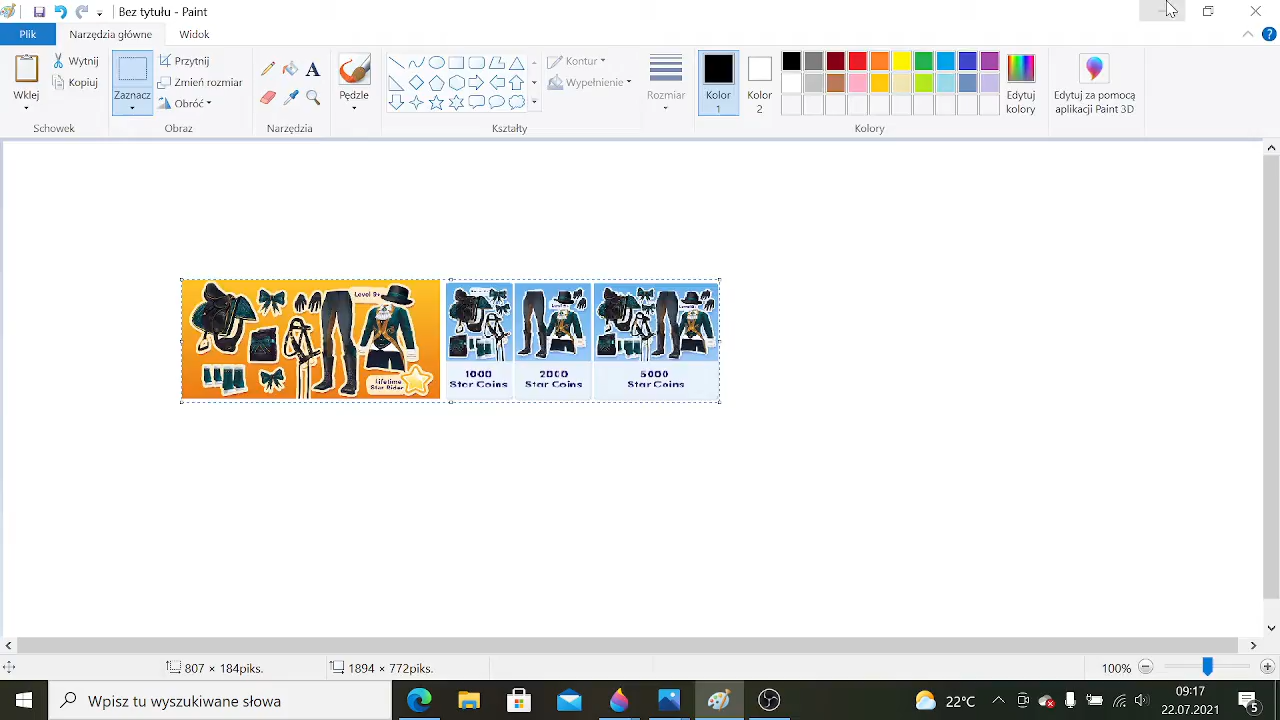 Bez tytułu - Paint
Plik
Narzędzia główne
Widok
Wklej
Wytnij
Kopiuj
Schowek
Zaznacz
Przytnij
Zmień rozmiar
Obróć
Obraz
A
Narzędzia
Pędzle
Kształty
Kontur
Wypełnienie
Rozmiar
Kolor
1
Kolor
2
Kolory
Edytuj
kolory
Edytuj za pomocą
aplikacji Paint 3D
Level 9+
Lifetime
Star Rider
1000
Star Coins
2000
Star Coins
5000
Star Coins
807 × 184piks.
1894 × 772piks.
100%
Wpisz tu wyszukiwane słowa
22°C
09:17
22.07.2021
5